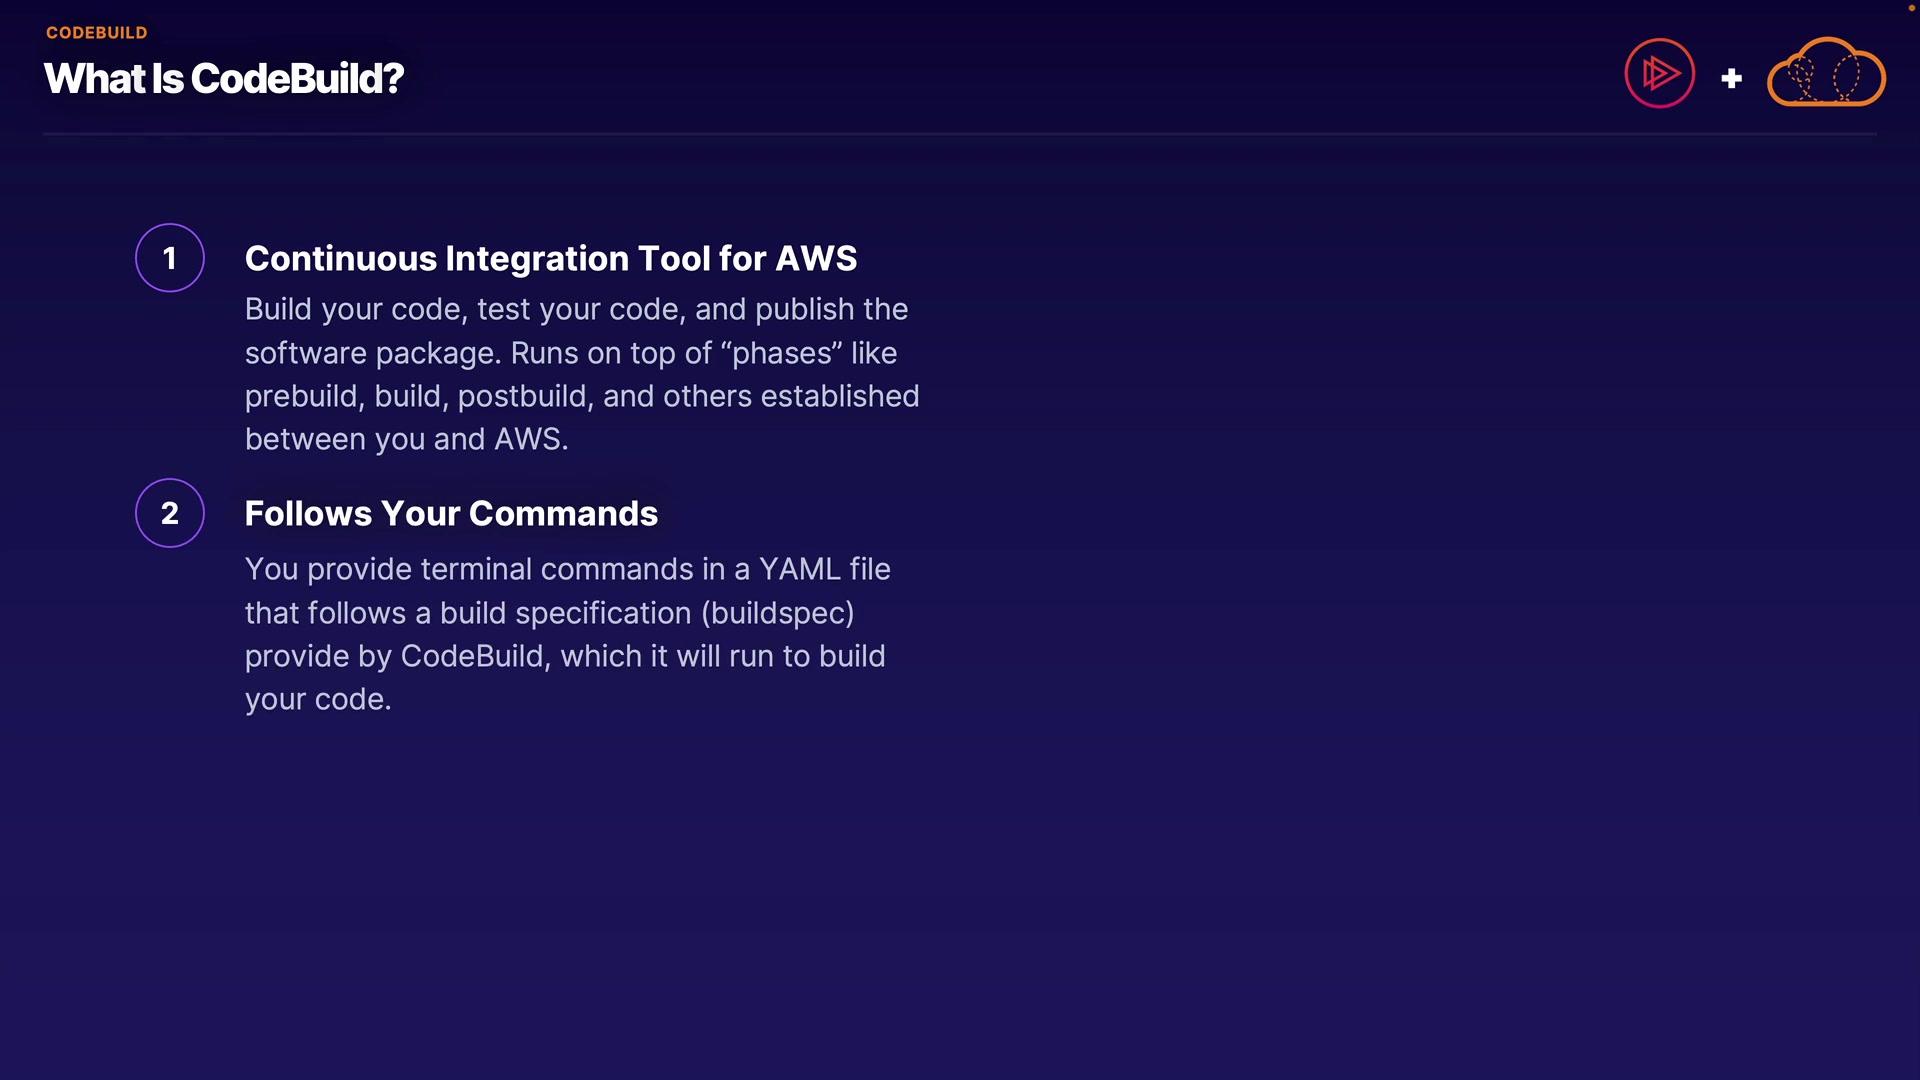 CODEBUILD
What Is CodeBuild?
+
1
Continuous Integration Tool for AWS
Build your code, test your code, and publish the
software package. Runs on top of “phases” like
prebuild, build, postbuild, and others established
between you and AWS.
2
Follows Your Commands
You provide terminal commands in a YAML file
that follows a build specification (buildspec)
provide by CodeBuild, which it will run to build
your code.